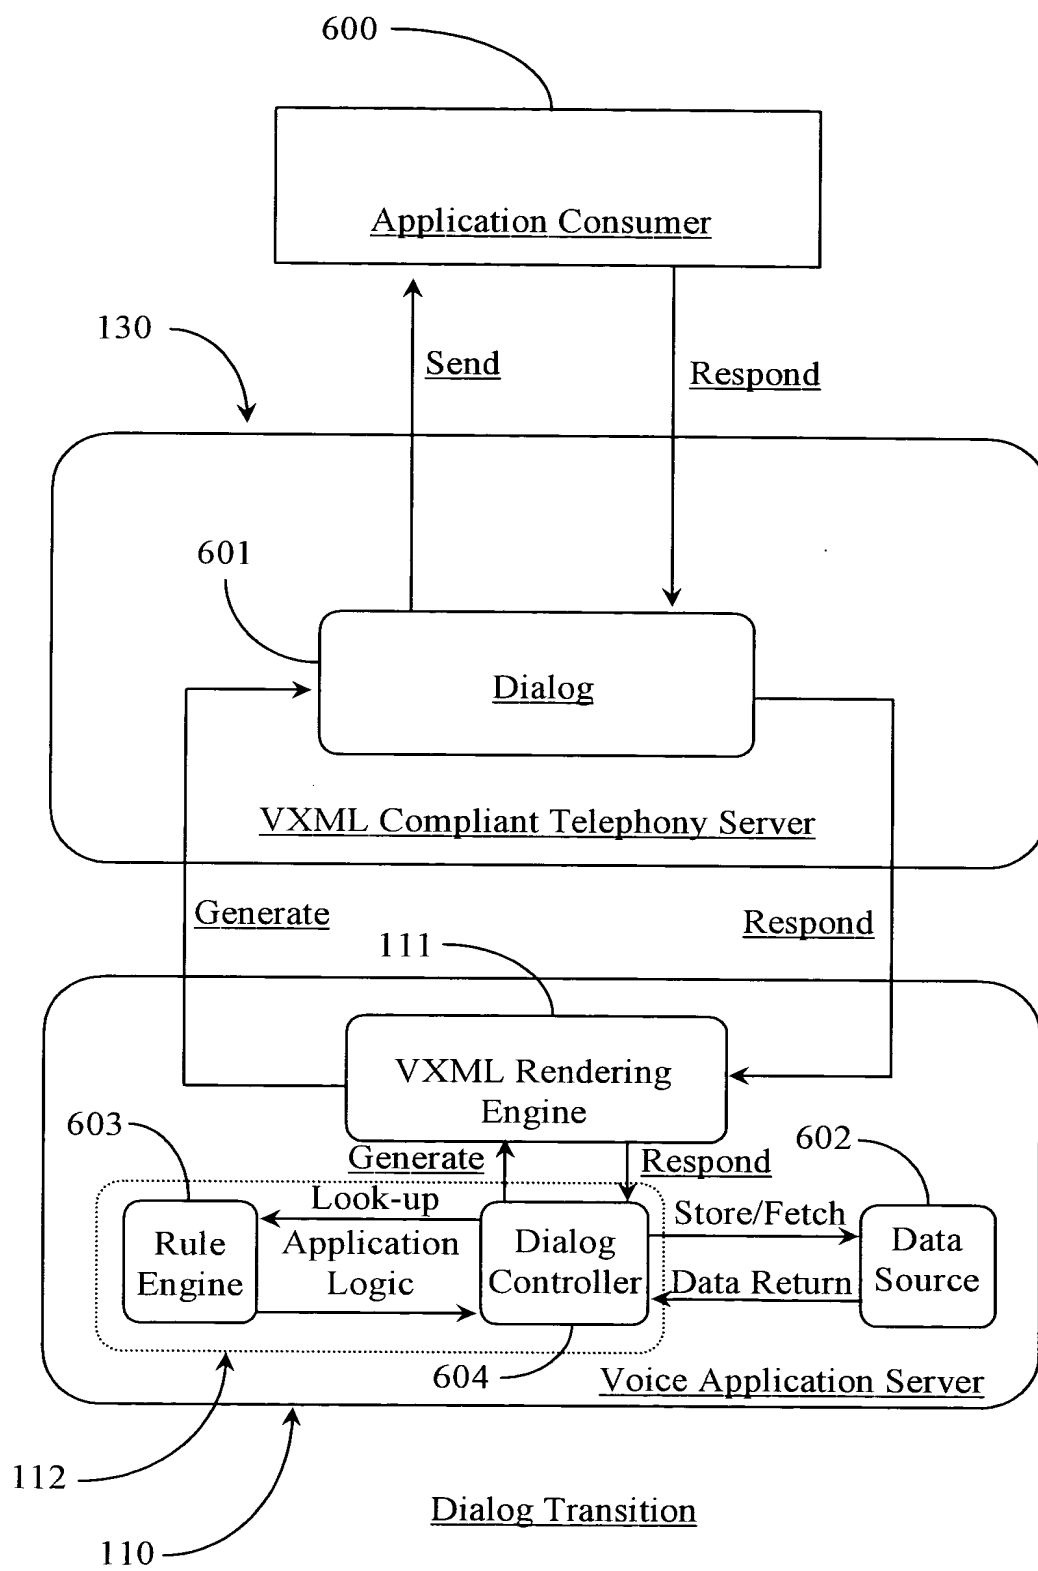 600
Application Consumer
130
Send
Respond
601
Dialog
VXML Compliant Telephony Server
Generate
Respond
111
VXML Rendering
Engine
603
602
Generate
Respond
Look-up
Store/Fetch
Rule
Engine
Application
Logic
Dialog
Controller
Data
Source
Data Return
604
Voice Application Server
112
Dialog Transition
110